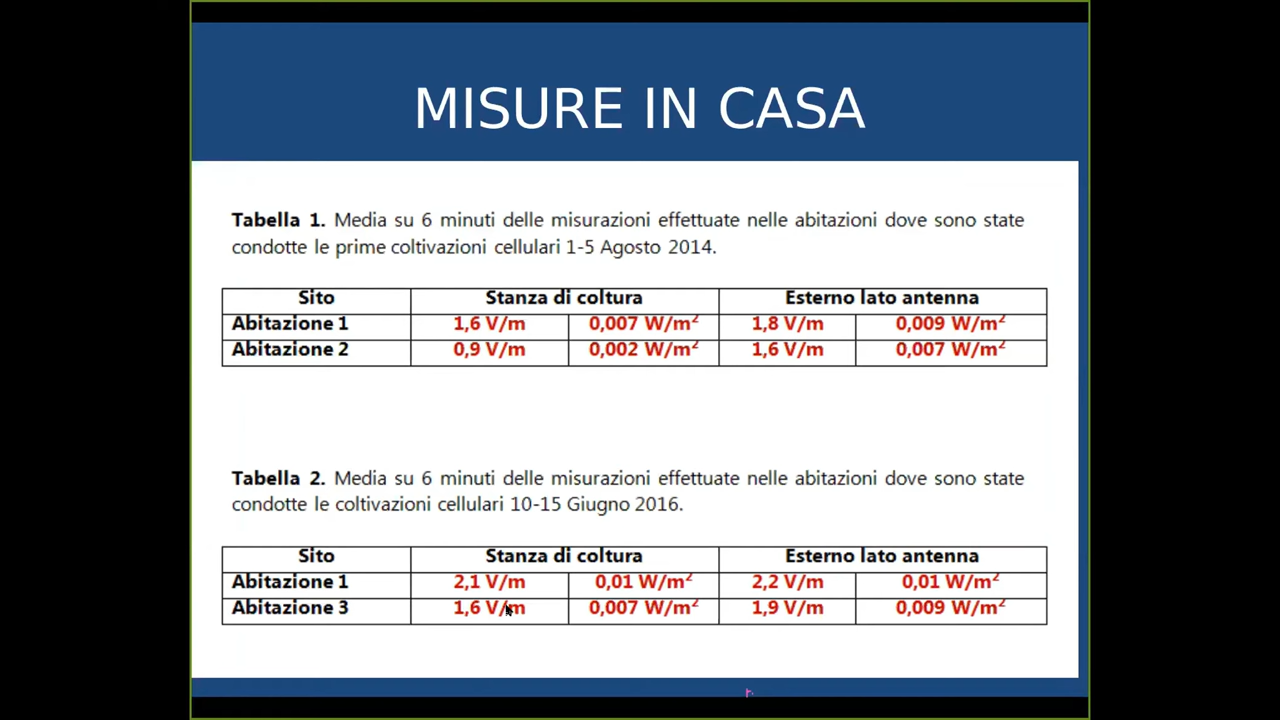 MISURE IN CASA
Tabella 1. Media su 6 minuti delle misurazioni effettuate nelle abitazioni dove sono state
condotte le prime coltivazioni cellulari 1-5 Agosto 2014.
Sito Stanza di coltura Esterno lato antenna
Abitazione 1 1,6 V/m 0,007 W/m² 1,8 V/m 0,009 W/m²
Abitazione 2 0,9 V/m 0,002 W/m² 1,6 V/m 0,007 W/m²
Tabella 2. Media su 6 minuti delle misurazioni effettuate nelle abitazioni dove sono state
condotte le coltivazioni cellulari 10-15 Giugno 2016.
Sito Stanza di coltura Esterno lato antenna
Abitazione 1 2,1 V/m 0,01 W/m² 2,2 V/m 0,01 W/m²
Abitazione 3 1,6 V/m 0,007 W/m² 1,9 V/m 0,009 W/m²